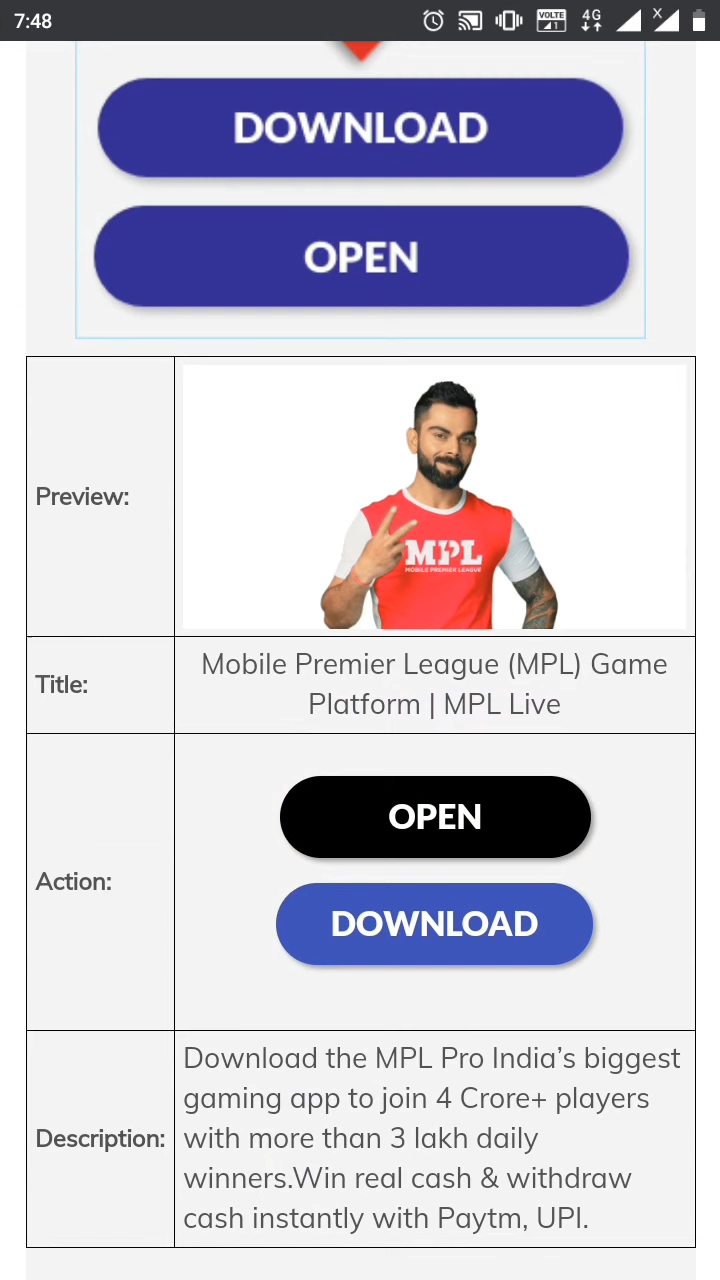 7:48
VOLTE
1
4G
X
DOWNLOAD
OPEN
Preview:
MPL
MOBILE PREMIER LEAGUE
Title:
Mobile Premier League (MPL) Game
Platform | MPL Live
Action:
OPEN
DOWNLOAD
Description:
Download the MPL Pro India’s biggest
gaming app to join 4 Crore+ players
with more than 3 lakh daily
winners.Win real cash & withdraw
cash instantly with Paytm, UPI.